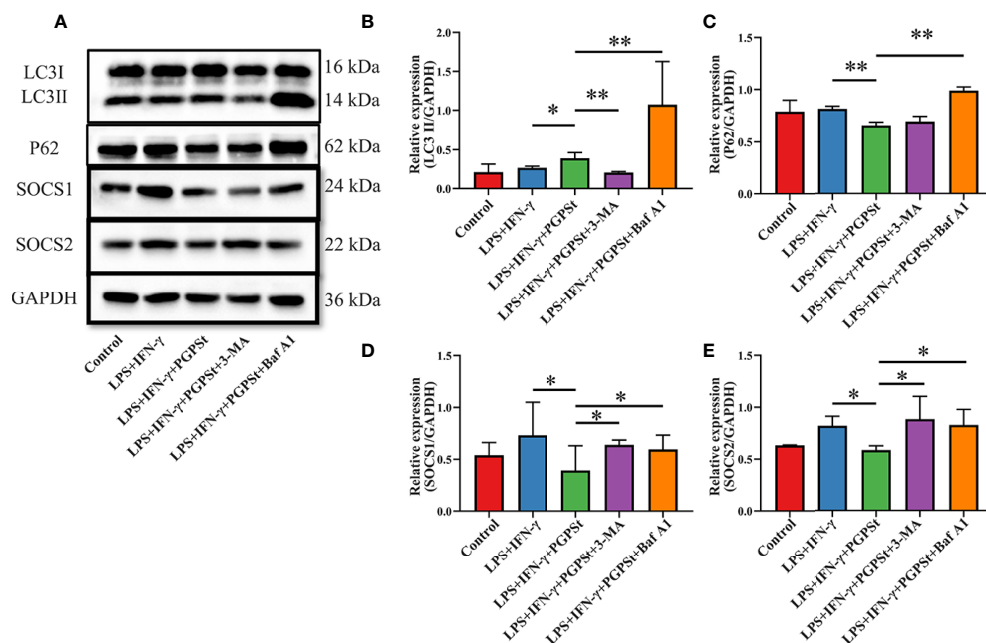 A
LC3I
16 kDa
LC3II
14 kDa
P62
62 kDa
SOCS1
24 kDa
SOCS2
22 kDa
GAPDH
36 kDa
Control
LPS+IFN-γ
LPS+IFN-γ+PGPSt
LPS+IFN-γ+PGPSt+3-MA
LPS+IFN-γ+PGPSt+Baf A1
B
Relative expression
(LC3 II/GAPDH)
2.0
1.5
1.0
0.5
0.0
*
**
**
Control
LPS+IFN-γ
LPS+IFN-γ+PGPSt
LPS+IFN-γ+PGPSt+3-MA
LPS+IFN-γ+PGPSt+Baf A1
C
Relative expression
(P62/GAPDH)
1.5
1.0
0.5
0.0
**
**
Control
LPS+IFN-γ
LPS+IFN-γ+PGPSt
LPS+IFN-γ+PGPSt+3-MA
LPS+IFN-γ+PGPSt+Baf A1
D
Relative expression
(SOCS1/GAPDH)
1.5
1.0
0.5
0.0
*
*
*
Control
LPS+IFN-γ
LPS+IFN-γ+PGPSt
LPS+IFN-γ+PGPSt+3-MA
LPS+IFN-γ+PGPSt+Baf A1
E
Relative expression
(SOCS2/GAPDH)
1.5
1.0
0.5
0.0
*
*
*
Control
LPS+IFN-γ
LPS+IFN-γ+PGPSt
LPS+IFN-γ+PGPSt+3-MA
LPS+IFN-γ+PGPSt+Baf A1